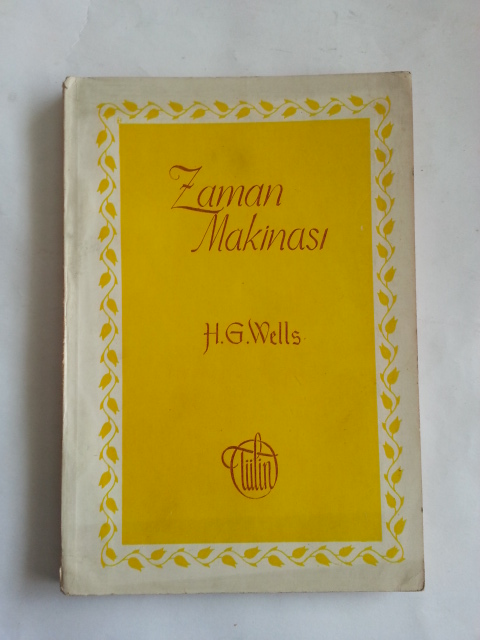 Zaman
Makinası
H.G.Wells
tülin